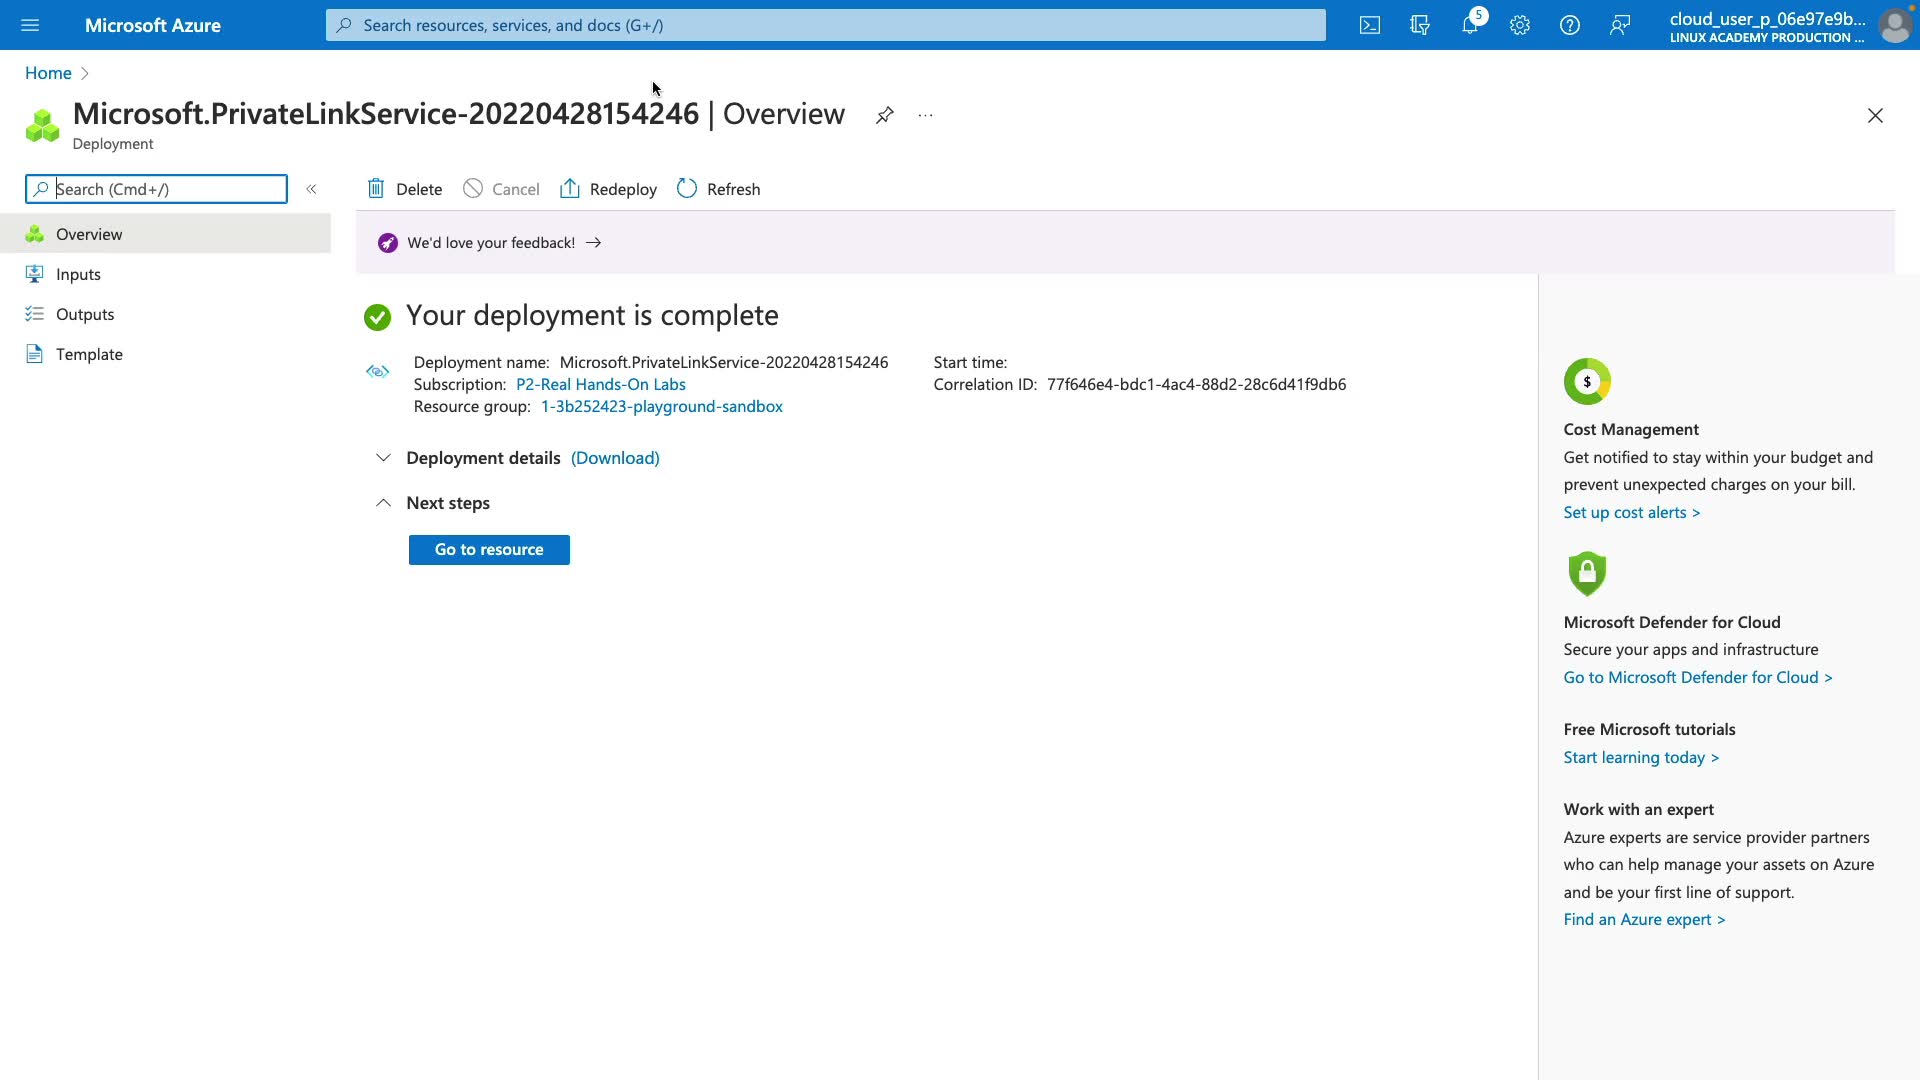 Microsoft Azure
Search resources, services, and docs (G+/)
5
cloud_user_p_06e97e9b...
LINUX ACADEMY PRODUCTION ...
Home
Microsoft.PrivateLinkService-20220428154246 | Overview
...
Deployment
Search (Cmd+/)
«
Delete
Cancel
Redeploy
Refresh
Overview
Inputs
Outputs
Template
We'd love your feedback! →
Your deployment is complete
Deployment name: Microsoft.PrivateLinkService-20220428154246
Subscription: P2-Real Hands-On Labs
Resource group: 1-3b252423-playground-sandbox
Start time:
Correlation ID: 77f646e4-bdc1-4ac4-88d2-28c6d41f9db6
Deployment details (Download)
Next steps
Go to resource
$
Cost Management
Get notified to stay within your budget and
prevent unexpected charges on your bill.
Set up cost alerts >
Microsoft Defender for Cloud
Secure your apps and infrastructure
Go to Microsoft Defender for Cloud >
Free Microsoft tutorials
Start learning today >
Work with an expert
Azure experts are service provider partners
who can help manage your assets on Azure
and be your first line of support.
Find an Azure expert >